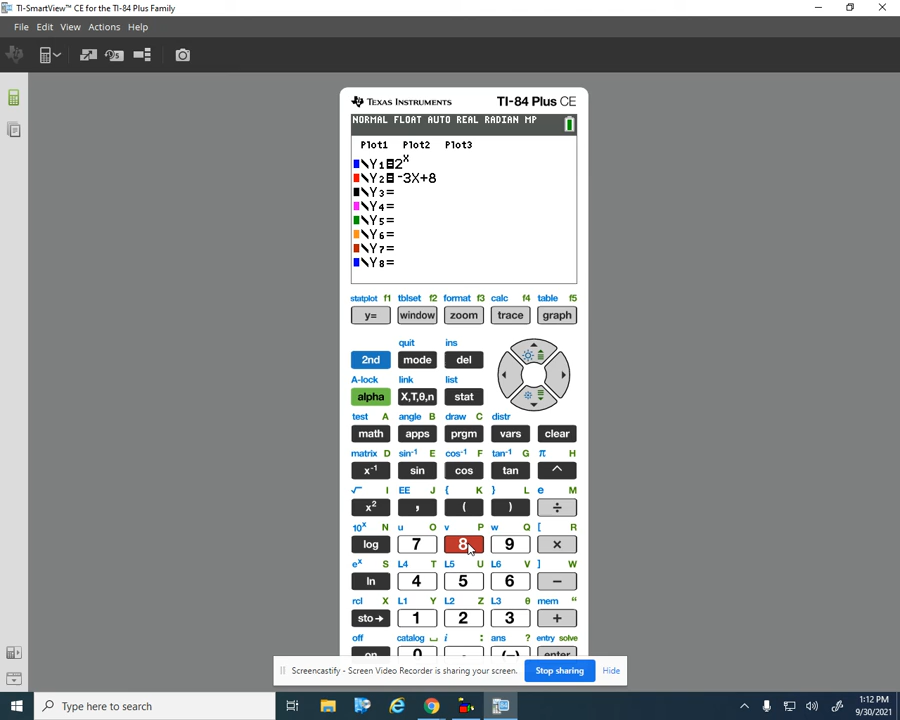 TI-SmartView™ CE for the TI-84 Plus Family
File Edit View Actions Help
TEXAS INSTRUMENTS TI-84 Plus CE
NORMAL FLOAT AUTO REAL RADIAN MP
Plot1 Plot2 Plot3
\Y1=2^X
\Y2=-3X+8
\Y3=
\Y4=
\Y5=
\Y6=
\Y7=
\Y8=
statplot f1 tblset f2 format f3 calc f4 table f5
y= window zoom trace graph
quit ins
2nd mode del
A-lock link list
alpha X,T,θ,n stat
test A angle B draw C distr
math apps prgm vars clear
matrix D sin-1 E cos-1 F tan-1 G π H
x-1 sin cos tan ^
√ I EE J { K } L e M
x2 , ( ) ÷
10x N u O v P w Q [ R
log 7 8 9 ×
ex S L4 T L5 U L6 V ] W
ln 4 5 6 −
rcl X L1 Y L2 Z L3 θ mem "
sto→ 1 2 3 +
off catalog ⎵ i : ans ? entry solve
on 0 . (−) enter
Screencastify - Screen Video Recorder is sharing your screen. Stop sharing Hide
Type here to search
1:12 PM
9/30/2021